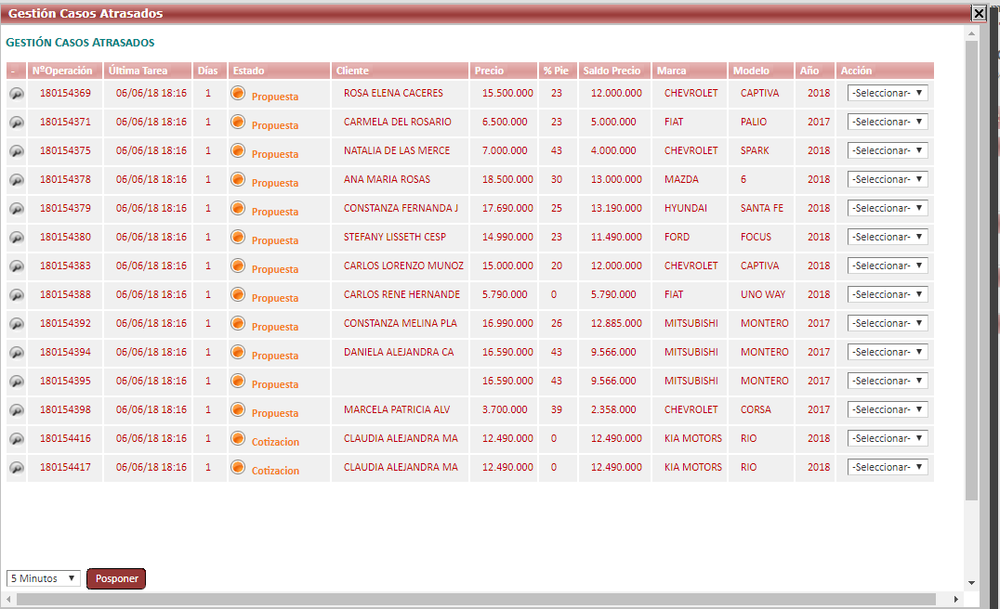 Gestión Casos Atrasados
GESTIÓN CASOS ATRASADOS
- NºOperación Última Tarea Días Estado Cliente Precio % Pie Saldo Precio Marca Modelo Año Acción
180154369 06/06/18 18:16 1 Propuesta ROSA ELENA CACERES 15.500.000 23 12.000.000 CHEVROLET CAPTIVA 2018 -Seleccionar-
180154371 06/06/18 18:16 1 Propuesta CARMELA DEL ROSARIO 6.500.000 23 5.000.000 FIAT PALIO 2017 -Seleccionar-
180154375 06/06/18 18:16 1 Propuesta NATALIA DE LAS MERCE 7.000.000 43 4.000.000 CHEVROLET SPARK 2018 -Seleccionar-
180154378 06/06/18 18:16 1 Propuesta ANA MARIA ROSAS 18.500.000 30 13.000.000 MAZDA 6 2018 -Seleccionar-
180154379 06/06/18 18:16 1 Propuesta CONSTANZA FERNANDA J 17.690.000 25 13.190.000 HYUNDAI SANTA FE 2018 -Seleccionar-
180154380 06/06/18 18:16 1 Propuesta STEFANY LISSETH CESP 14.990.000 23 11.490.000 FORD FOCUS 2018 -Seleccionar-
180154383 06/06/18 18:16 1 Propuesta CARLOS LORENZO MUNOZ 15.000.000 20 12.000.000 CHEVROLET CAPTIVA 2018 -Seleccionar-
180154388 06/06/18 18:16 1 Propuesta CARLOS RENE HERNANDE 5.790.000 0 5.790.000 FIAT UNO WAY 2018 -Seleccionar-
180154392 06/06/18 18:16 1 Propuesta CONSTANZA MELINA PLA 16.990.000 26 12.885.000 MITSUBISHI MONTERO 2017 -Seleccionar-
180154394 06/06/18 18:16 1 Propuesta DANIELA ALEJANDRA CA 16.590.000 43 9.566.000 MITSUBISHI MONTERO 2017 -Seleccionar-
180154395 06/06/18 18:16 1 Propuesta 16.590.000 43 9.566.000 MITSUBISHI MONTERO 2017 -Seleccionar-
180154398 06/06/18 18:16 1 Propuesta MARCELA PATRICIA ALV 3.700.000 39 2.358.000 CHEVROLET CORSA 2017 -Seleccionar-
180154416 06/06/18 18:16 1 Cotizacion CLAUDIA ALEJANDRA MA 12.490.000 0 12.490.000 KIA MOTORS RIO 2018 -Seleccionar-
180154417 06/06/18 18:16 1 Cotizacion CLAUDIA ALEJANDRA MA 12.490.000 0 12.490.000 KIA MOTORS RIO 2018 -Seleccionar-
5 Minutos Posponer